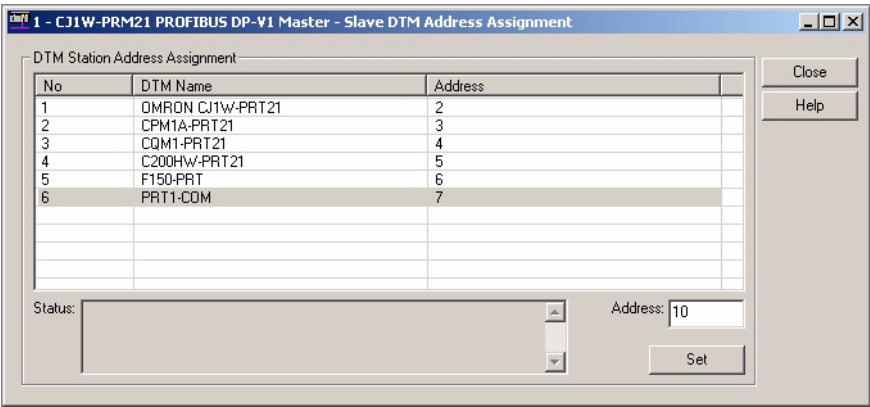 1 - CJ1W-PRM21 PROFIBUS DP-V1 Master - Slave DTM Address Assignment
DTM Station Address Assignment
No DTM Name Address
1 OMRON CJ1W-PRT21 2
2 CPM1A-PRT21 3
3 CQM1-PRT21 4
4 C200HW-PRT21 5
5 F150-PRT 6
6 PRT1-COM 7
Close
Help
Status:
Address: 10
Set